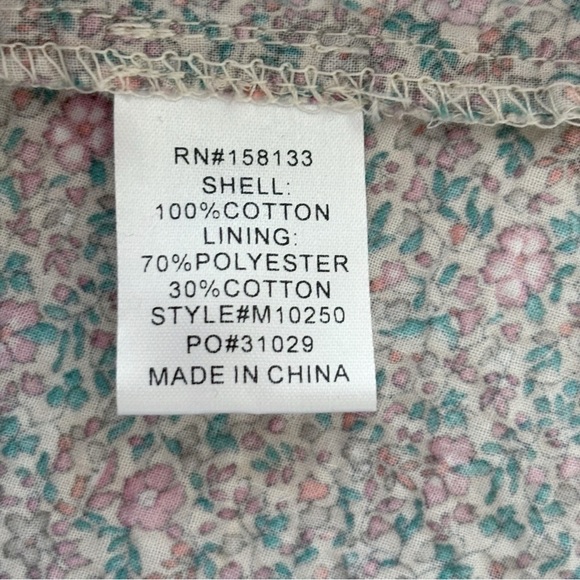 RN#158133
SHELL:
100%COTTON
LINING:
70%POLYESTER
30%COTTON
STYLE#M10250
PO#31029
MADE IN CHINA